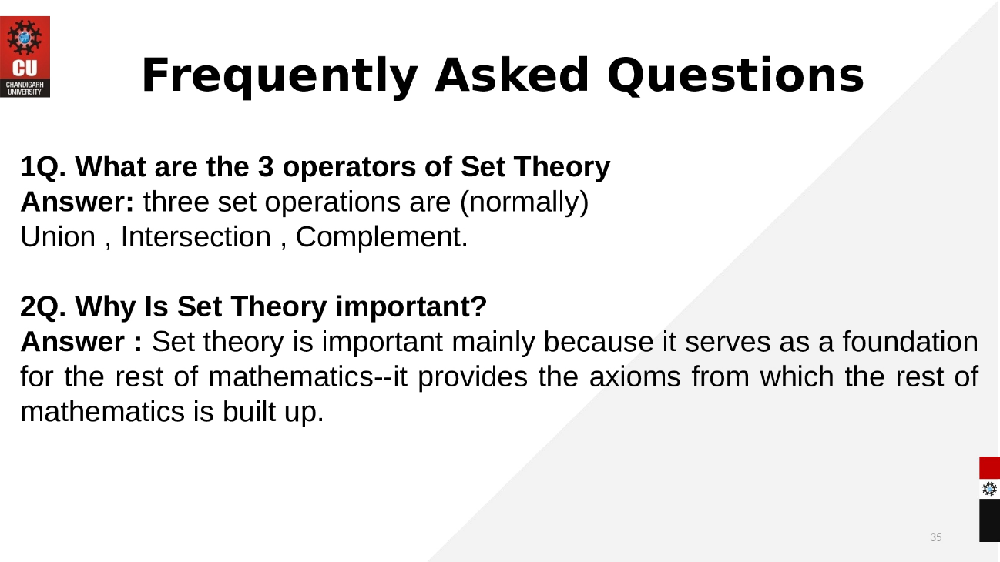 CU
CHANDIGARH
UNIVERSITY
Frequently Asked Questions
1Q. What are the 3 operators of Set Theory
Answer: three set operations are (normally)
Union , Intersection , Complement.
2Q. Why Is Set Theory important?
Answer : Set theory is important mainly because it serves as a foundation
for the rest of mathematics--it provides the axioms from which the rest of
mathematics is built up.
35